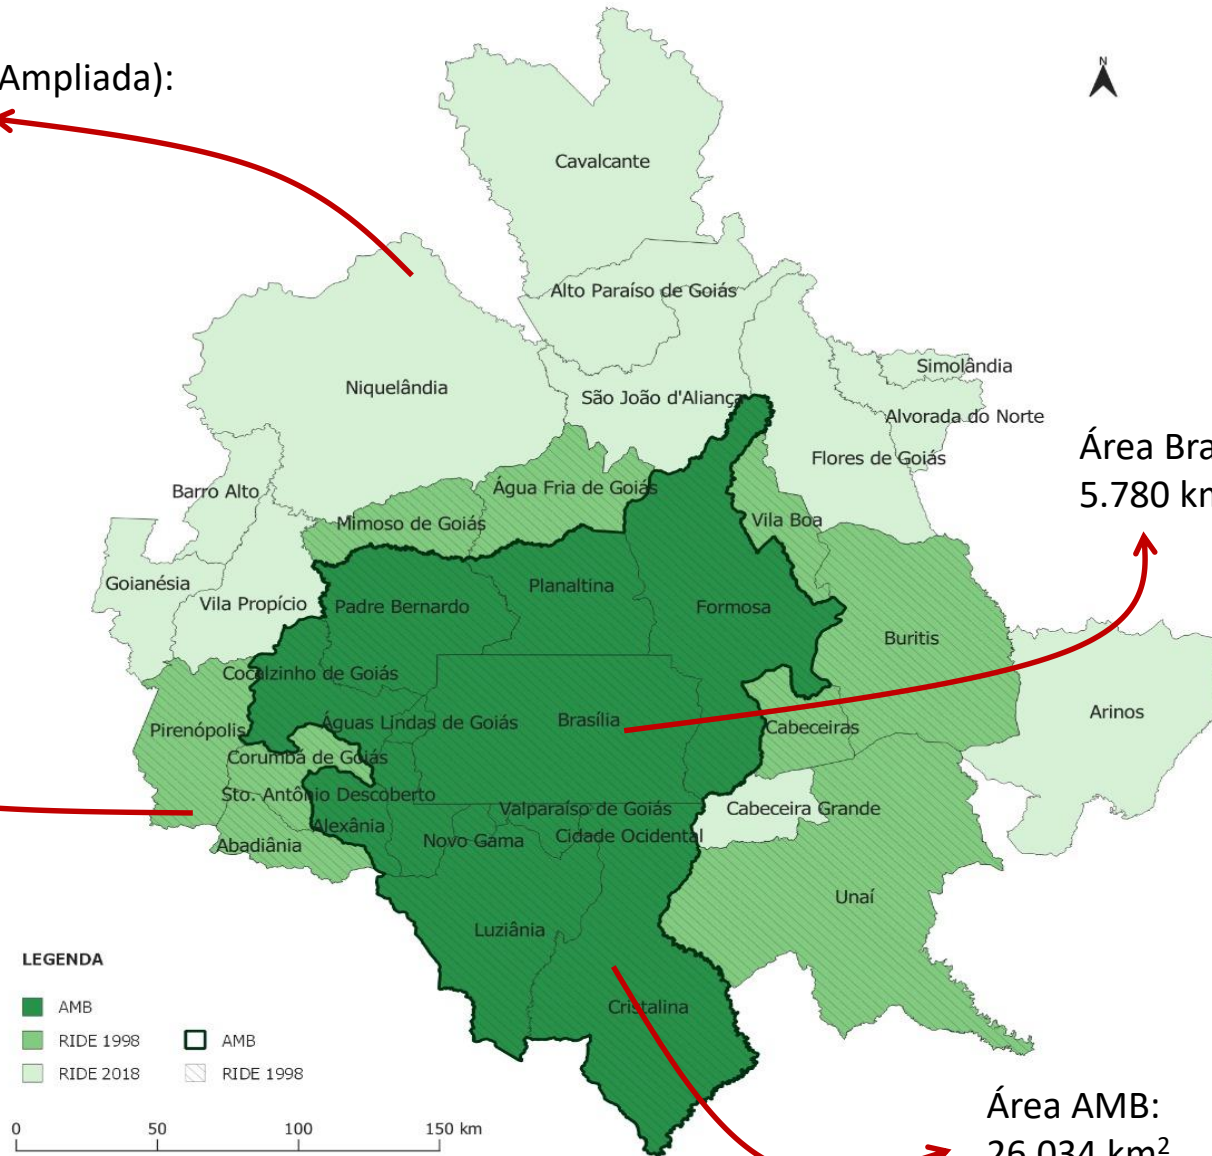 N
Ampliada):
Cavalcante
Alto Paraíso de Goiás
Simolândia
Niquelândia
São João d'Aliança
Alvorada do Norte
Área Bra
5.780 km
Flores de Goiás
Barro Alto
Água Fria de Goiás
Mimoso de Goiás
Vila Boa
Goianésia
Planaltina
Vila Propício
Padre Bernardo
Formosa
Buritis
Cocalzinho de Goiás
Arinos
Águas Lindas de Goiás
Brasília
Pirenópolis
Cabeceiras
Corumbá de Goiás
Sto. Antônio Descoberto
Valparaíso de Goiás
Cabeceira Grande
Alexânia
Novo Gama
Cidade Ocidental
Abadiânia
Unaí
Luziânia
Cristalina
LEGENDA
AMB
RIDE 1998
AMB
RIDE 2018
RIDE 1998
Área AMB:
26.034 km²
0 50 100 150 km